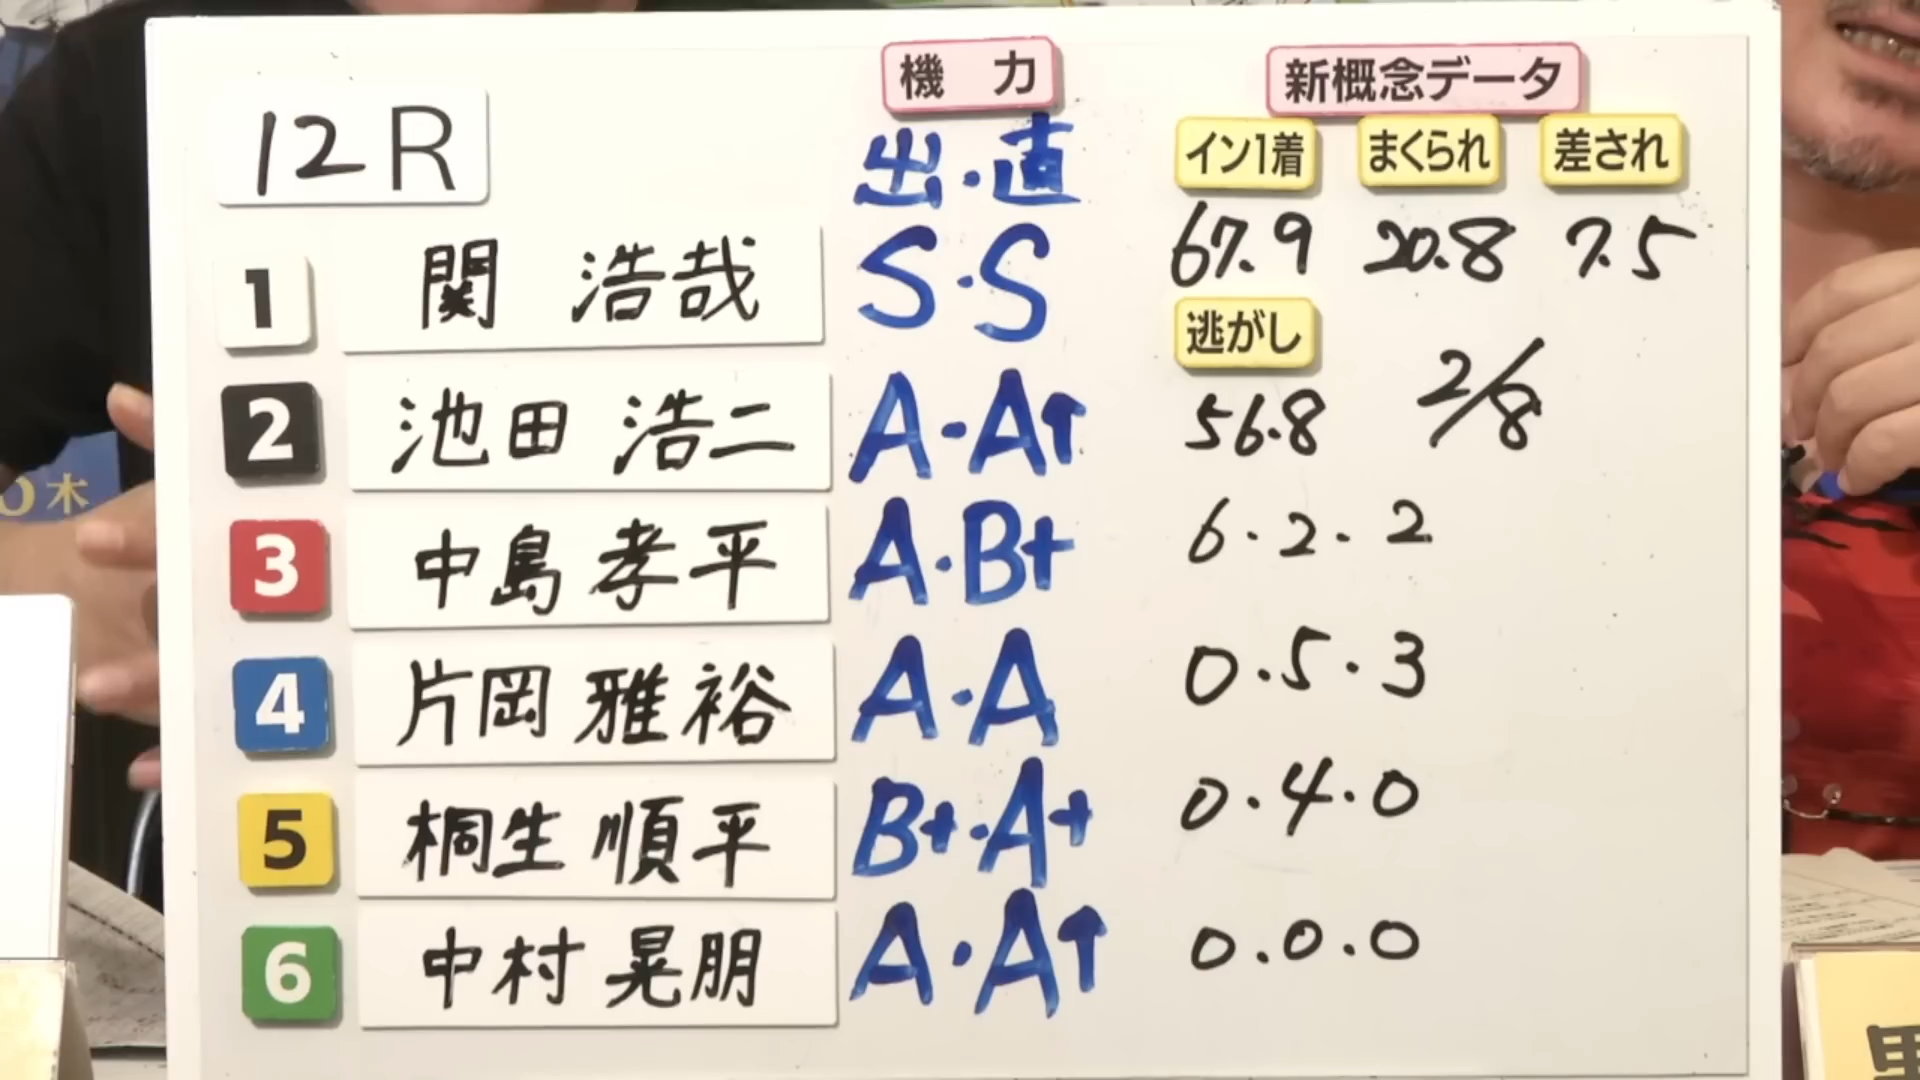 機 力
新概念データ
12R
出・直
イン1着 まくられ 差され
1 関 浩哉 S・S 67.9 20.8 7.5
逃がし
2 池田 浩二 A・A↑ 56.8 2/8
3 中島 孝平 A・B+ 6・2・2
4 片岡 雅裕 A・A 0・5・3
5 桐生 順平 B+・A+ 0・4・0
6 中村 晃朋 A・A↑ 0・0・0
木